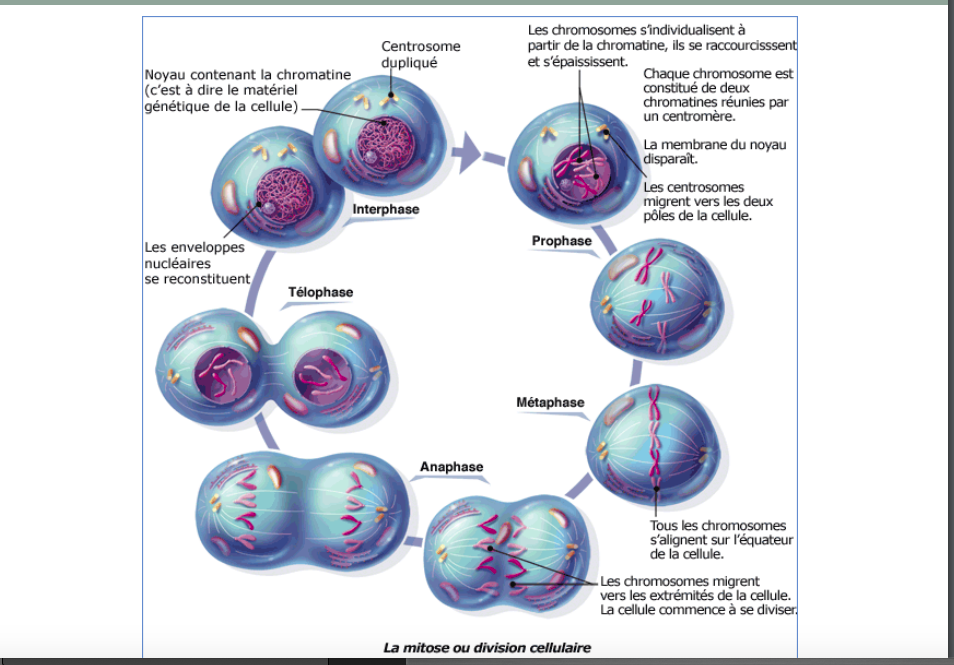 Les chromosomes s'individualisent à
partir de la chromatine, ils se raccourcisssent
et s'épaississent.
Centrosome
dupliqué
Noyau contenant la chromatine
(c'est à dire le matériel
génétique de la cellule)
Chaque chromosome est
constitué de deux
chromatines réunies par
un centromère.
La membrane du noyau
disparaît.
Les centrosomes
migrent vers les deux
pôles de la cellule.
Interphase
Prophase
Les enveloppes
nucléaires
se reconstituent
Télophase
Métaphase
Anaphase
Tous les chromosomes
s'alignent sur l'équateur
de la cellule.
Les chromosomes migrent
vers les extrémités de la cellule.
La cellule commence à se diviser.
La mitose ou division cellulaire